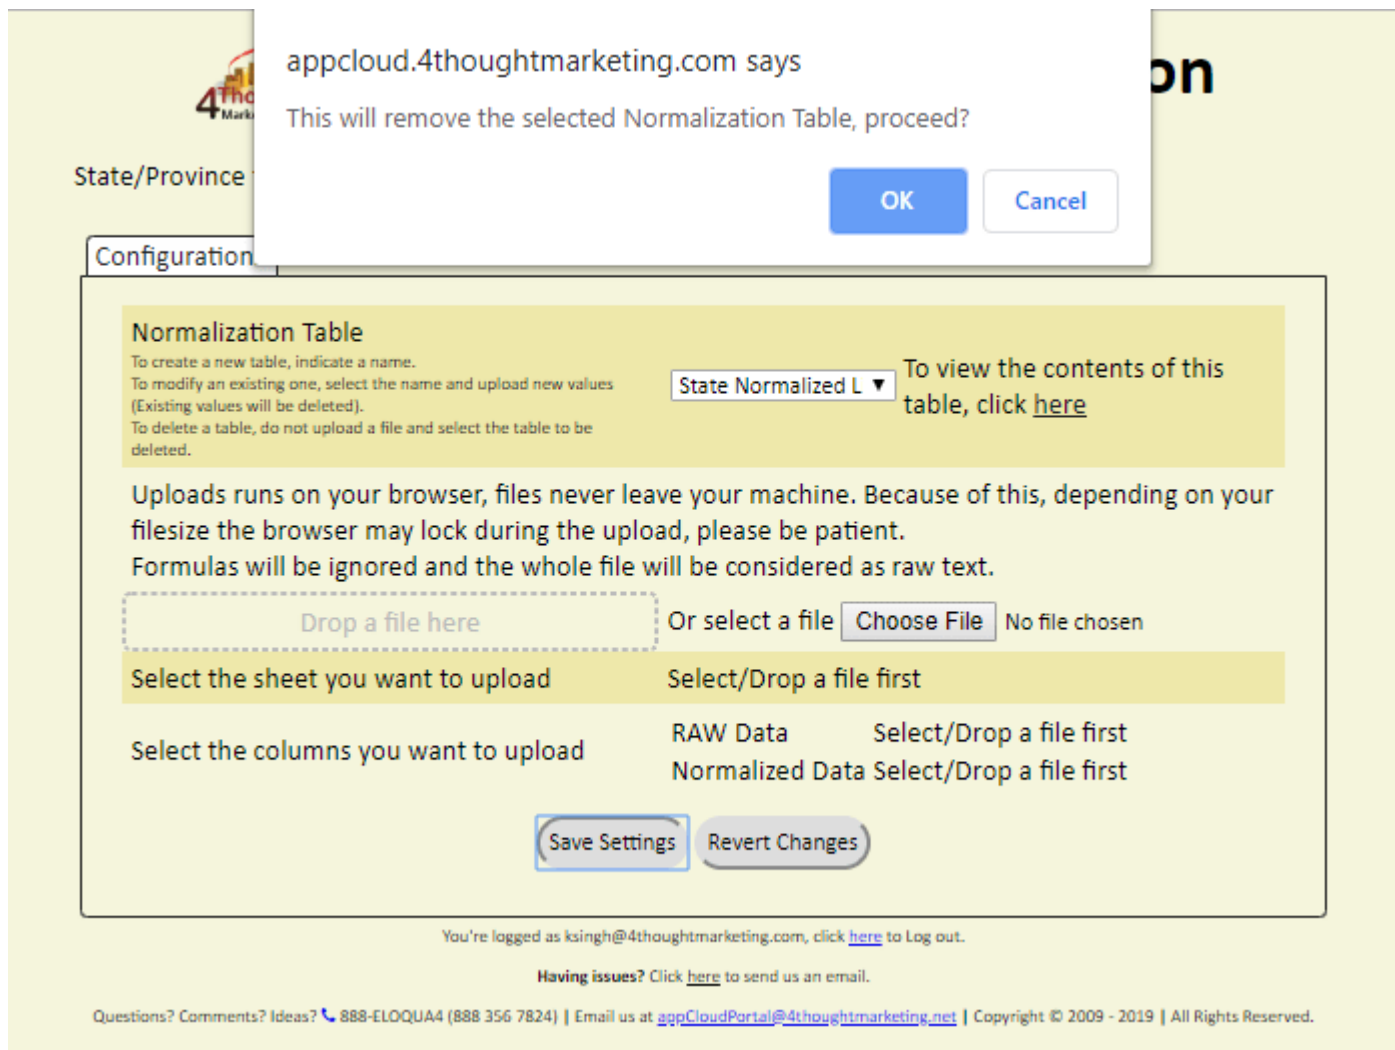 appcloud.4thoughtmarketing.com says
This will remove the selected Normalization Table, proceed?
OK
Cancel
on
4Tho
Mark
State/Province
Configuration
Normalization Table
To create a new table, indicate a name.
To modify an existing one, select the name and upload new values
(Existing values will be deleted).
To delete a table, do not upload a file and select the table to be
deleted.
State Normalized L
To view the contents of this
table, click here
Uploads runs on your browser, files never leave your machine. Because of this, depending on your
filesize the browser may lock during the upload, please be patient.
Formulas will be ignored and the whole file will be considered as raw text.
Drop a file here
Or select a file Choose File No file chosen
Select the sheet you want to upload
Select/Drop a file first
Select the columns you want to upload
RAW Data Select/Drop a file first
Normalized Data Select/Drop a file first
Save Settings
Revert Changes
You're logged as ksingh@4thoughtmarketing.com, click here to Log out.
Having issues? Click here to send us an email.
Questions? Comments? Ideas? 888-ELOQUA4 (888 356 7824) | Email us at appCloudPortal@4thoughtmarketing.net | Copyright © 2009 - 2019 | All Rights Reserved.